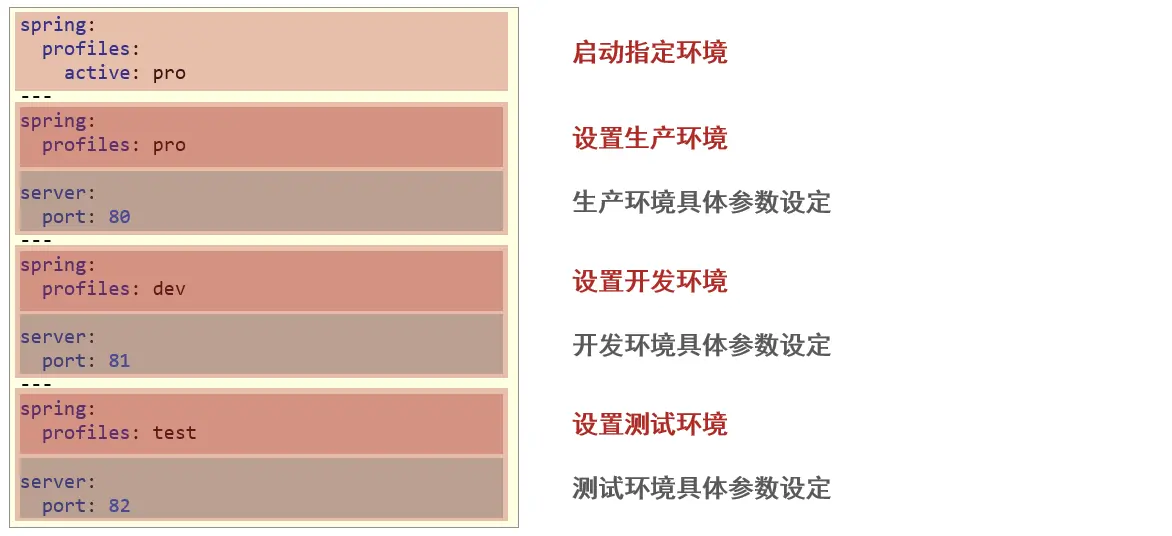 spring:
  profiles:
    active: pro
启动指定环境
---
spring:
  profiles: pro
设置生产环境
server:
  port: 80
生产环境具体参数设定
---
spring:
  profiles: dev
设置开发环境
server:
  port: 81
开发环境具体参数设定
---
spring:
  profiles: test
设置测试环境
server:
  port: 82
测试环境具体参数设定